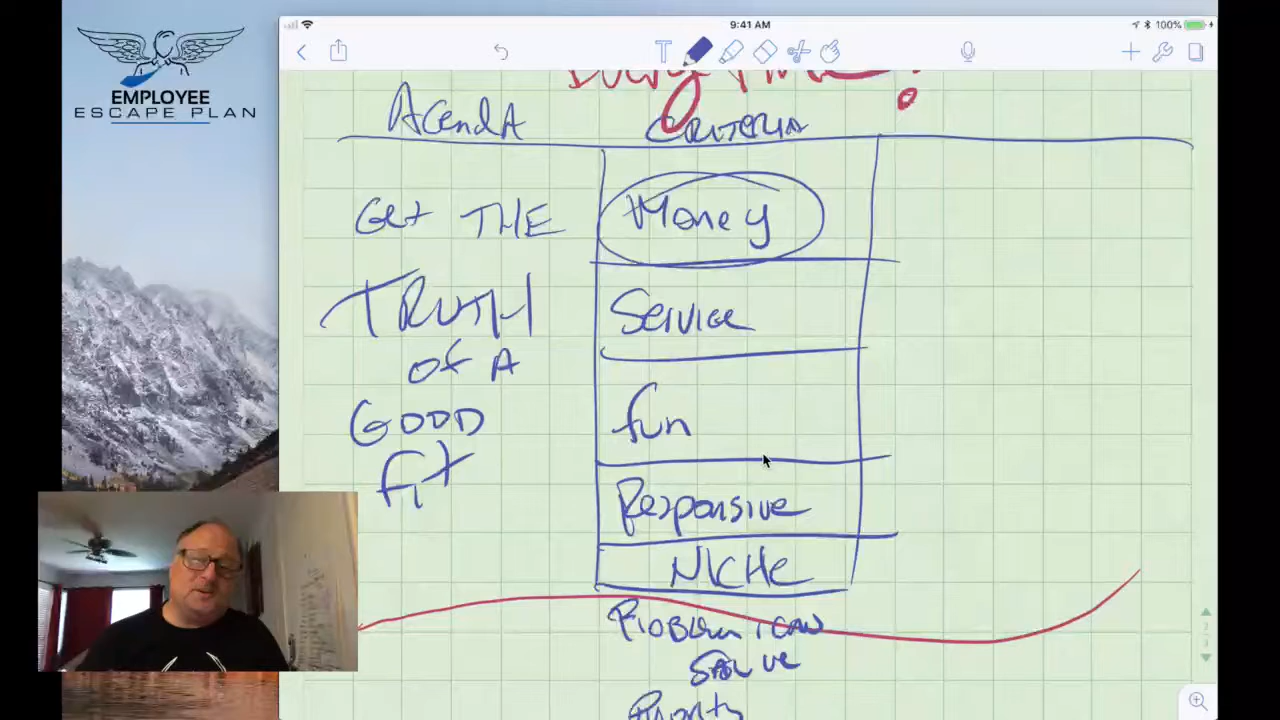 9:41 AM
100%
EMPLOYEE
ESCAPE PLAN
T
AGENDA
CRITERIA
GET THE
TRUTH
of A
GOOD
FIT
Money
Service
fun
Responsive
NICHE
Problem I CAN
SOLVE
Priority